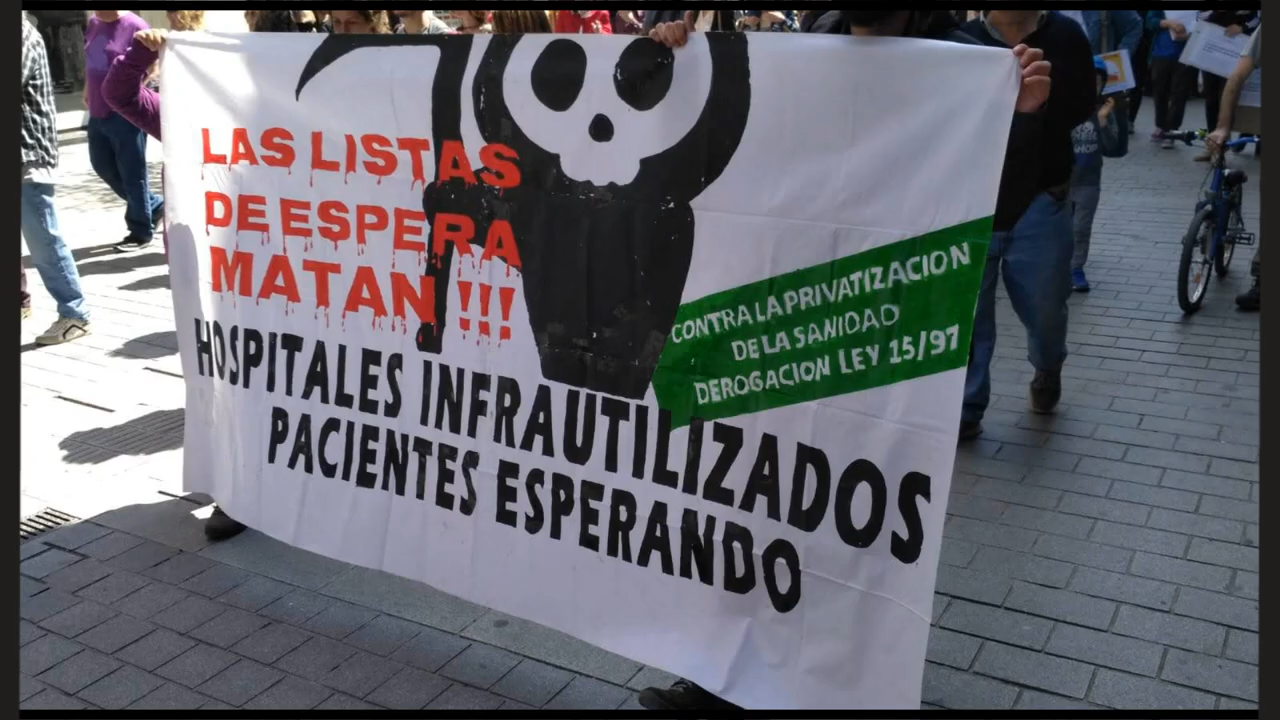 LAS LISTAS
DE ESPERA
MATAN !!!
CONTRA LA PRIVATIZACION
DE LA SANIDAD
DEROGACION LEY 15/97
HOSPITALES INFRAUTILIZADOS
PACIENTES ESPERANDO